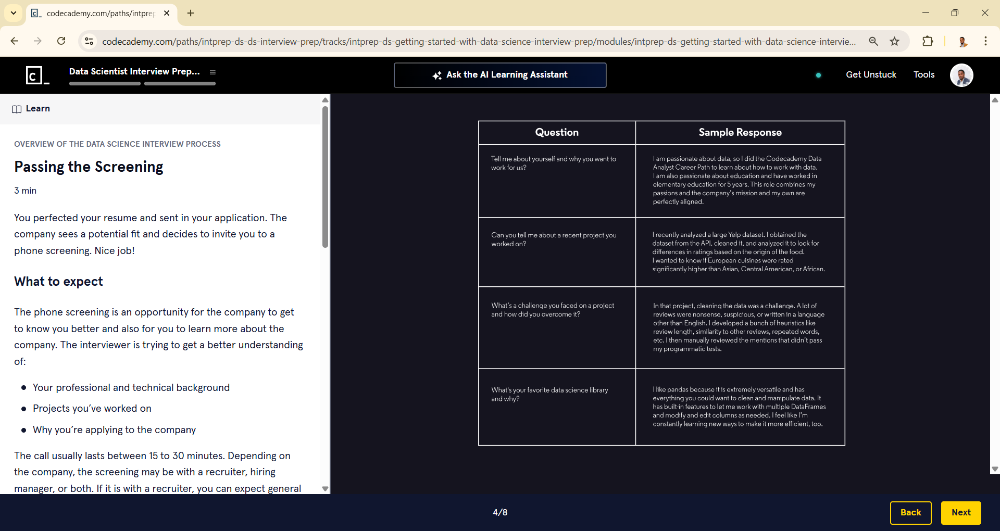 codecademy.com/paths/intprep
codecademy.com/paths/intprep-ds-ds-interview-prep/tracks/intprep-ds-getting-started-with-data-science-interview-prep/modules/intprep-ds-getting-started-with-data-science-intervie...
c_
Data Scientist Interview Prep...
Ask the AI Learning Assistant
Get Unstuck
Tools
Learn
OVERVIEW OF THE DATA SCIENCE INTERVIEW PROCESS
Passing the Screening
3 min
You perfected your resume and sent in your application. The
company sees a potential fit and decides to invite you to a
phone screening. Nice job!
What to expect
The phone screening is an opportunity for the company to get
to know you better and also for you to learn more about the
company. The interviewer is trying to get a better understanding
of:
• Your professional and technical background
• Projects you’ve worked on
• Why you’re applying to the company
The call usually lasts between 15 to 30 minutes. Depending on
the company, the screening may be with a recruiter, hiring
manager, or both. If it is with a recruiter, you can expect general
Question
Sample Response
Tell me about yourself and why you want to
work for us?
I am passionate about data, so I did the Codecademy Data
Analyst Career Path to learn about how to work with data.
I am also passionate about education and have worked in
elementary education for 5 years. This role combines my
passions and the company’s mission and my own are
perfectly aligned.
Can you tell me about a recent project you
worked on?
I recently analyzed a large Yelp dataset. I obtained the
dataset from the API, cleaned it, and analyzed it to look for
differences in ratings based on the origin of the food.
I wanted to know if European cuisines were rated
significantly higher than Asian, Central American, or African.
What’s a challenge you faced on a project
and how did you overcome it?
In that project, cleaning the data was a challenge. A lot of
reviews were nonsense, suspicious, or written in a language
other than English. I developed a bunch of heuristics like
review length, similarity to other reviews, repeated words,
etc. I then manually reviewed the mentions that didn’t pass
my programmatic tests.
What's your favorite data science library
and why?
I like pandas because it is extremely versatile and has
everything you could want to clean and manipulate data. It
has built-in features to let me work with multiple DataFrames
and modify and edit columns as needed. I feel like I’m
constantly learning new ways to make it more efficient, too.
4/8
Back
Next